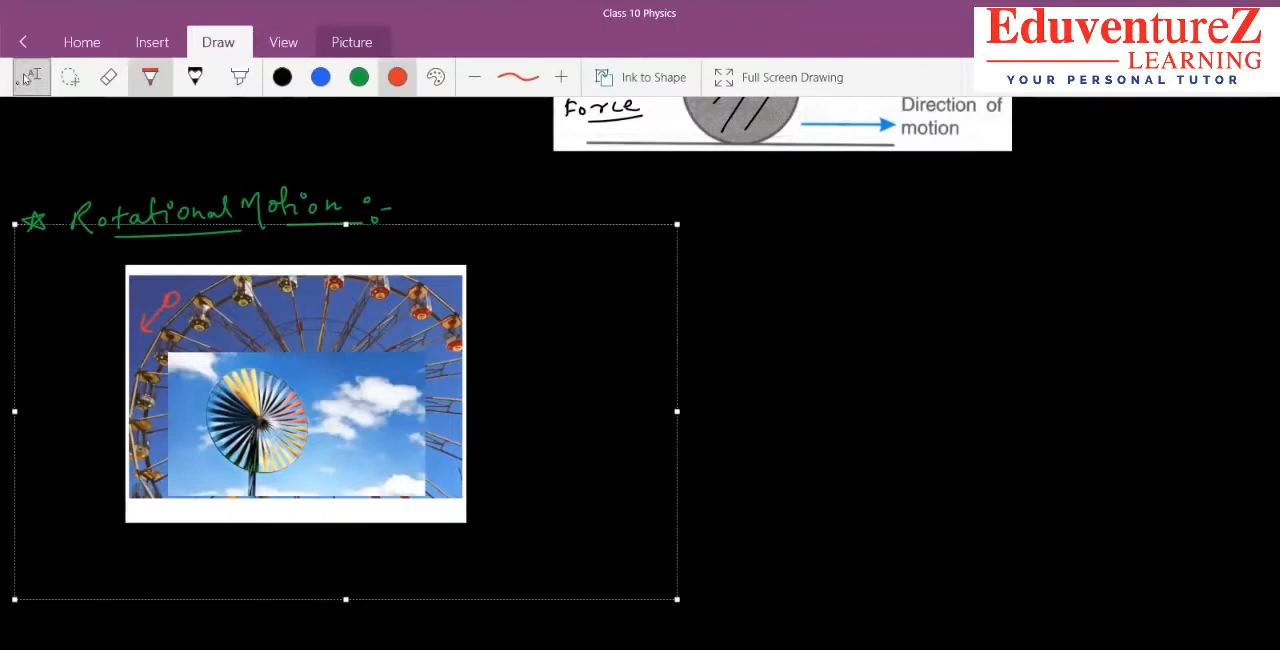 Class 10 Physics
Home Insert Draw View Picture
Ink to Shape Full Screen Drawing
EduventureZ
LEARNING
YOUR PERSONAL TUTOR
Force
Direction of
motion
Rotational Motion :-